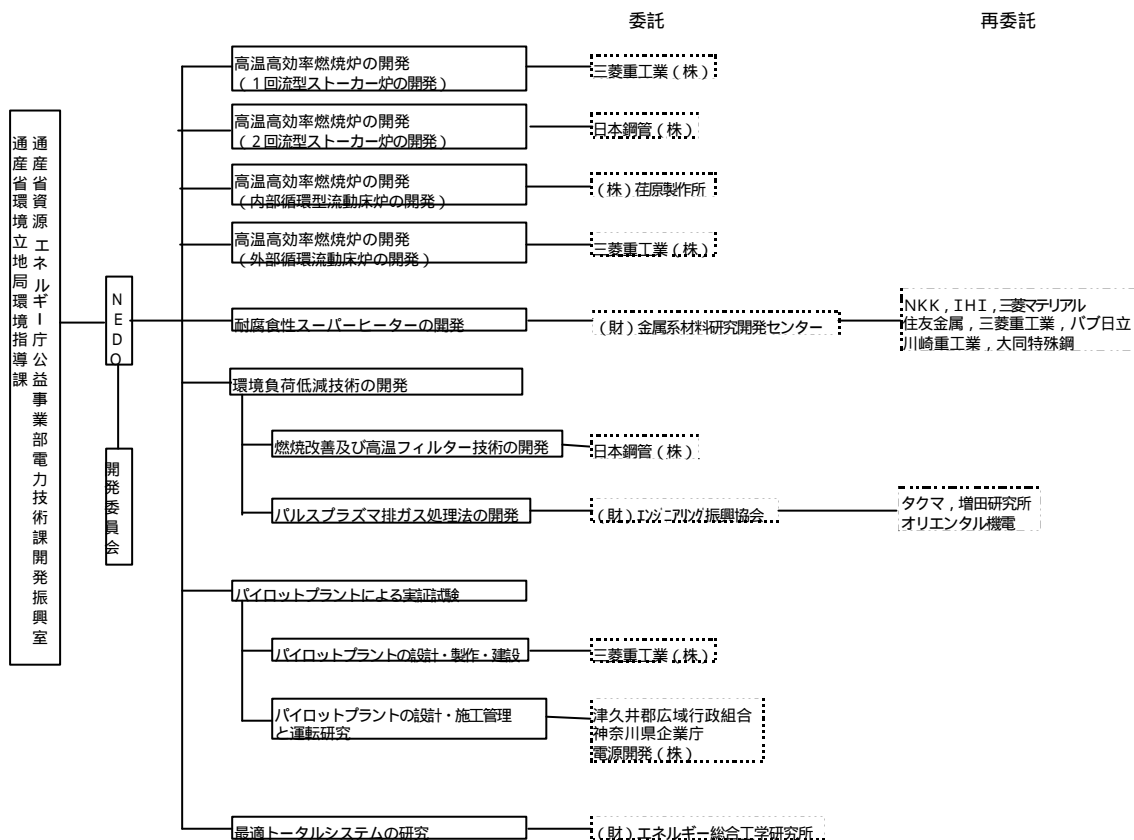 委託
再委託
通産省資源エネルギー庁公益事業部電力技術課開発振興室
通産省環境立地局環境指導課
NEDO
開発委員会
高温高効率燃焼炉の開発
（1回流型ストーカー炉の開発）
三菱重工業（株）
高温高効率燃焼炉の開発
（2回流型ストーカー炉の開発）
日本鋼管（株）
高温高効率燃焼炉の開発
（内部循環型流動床炉の開発）
（株）荏原製作所
高温高効率燃焼炉の開発
（外部循環流動床炉の開発）
三菱重工業（株）
耐腐食性スーパーヒーターの開発
（財）金属系材料研究開発センター
NKK，IHI，三菱マテリアル
住友金属，三菱重工業，バブ日立
川崎重工業，大同特殊鋼
環境負荷低減技術の開発
燃焼改善及び高温フィルター技術の開発
日本鋼管（株）
パルスプラズマ排ガス処理法の開発
（財）エンジニアリング振興協会
タクマ，増田研究所
オリエンタル機電
パイロットプラントによる実証試験
パイロットプラントの設計・製作・建設
三菱重工業（株）
パイロットプラントの設計・施工管理
と運転研究
津久井郡広域行政組合
神奈川県企業庁
電源開発（株）
最適トータルシステムの研究
（財）エネルギー総合工学研究所